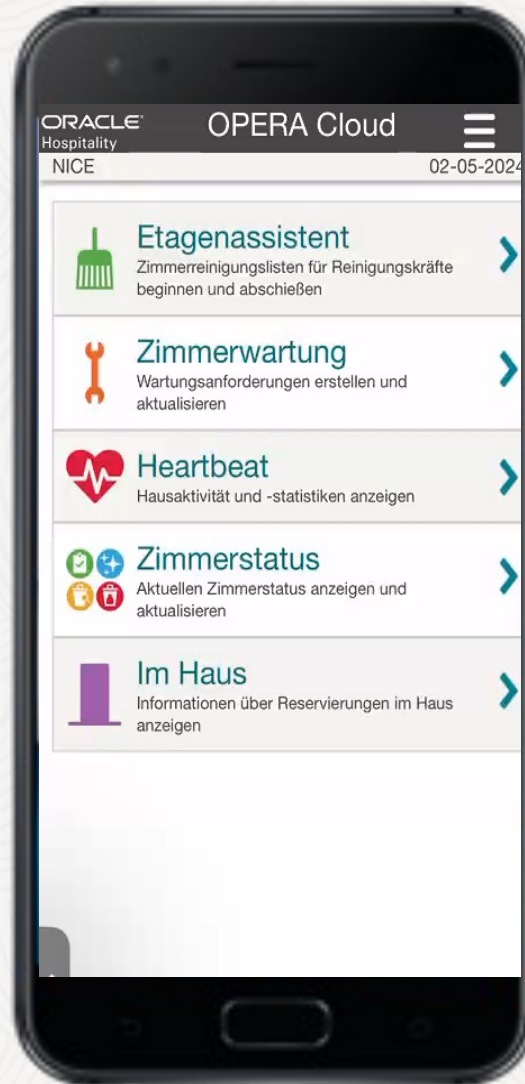 ORACLE
Hospitality
OPERA Cloud
NICE
02-05-2024
Etagenassistent
Zimmerreinigungslisten für Reinigungskräfte
beginnen und abschießen
Zimmerwartung
Wartungsanforderungen erstellen und
aktualisieren
Heartbeat
Hausaktivität und -statistiken anzeigen
Zimmerstatus
Aktuellen Zimmerstatus anzeigen und
aktualisieren
Im Haus
Informationen über Reservierungen im Haus
anzeigen